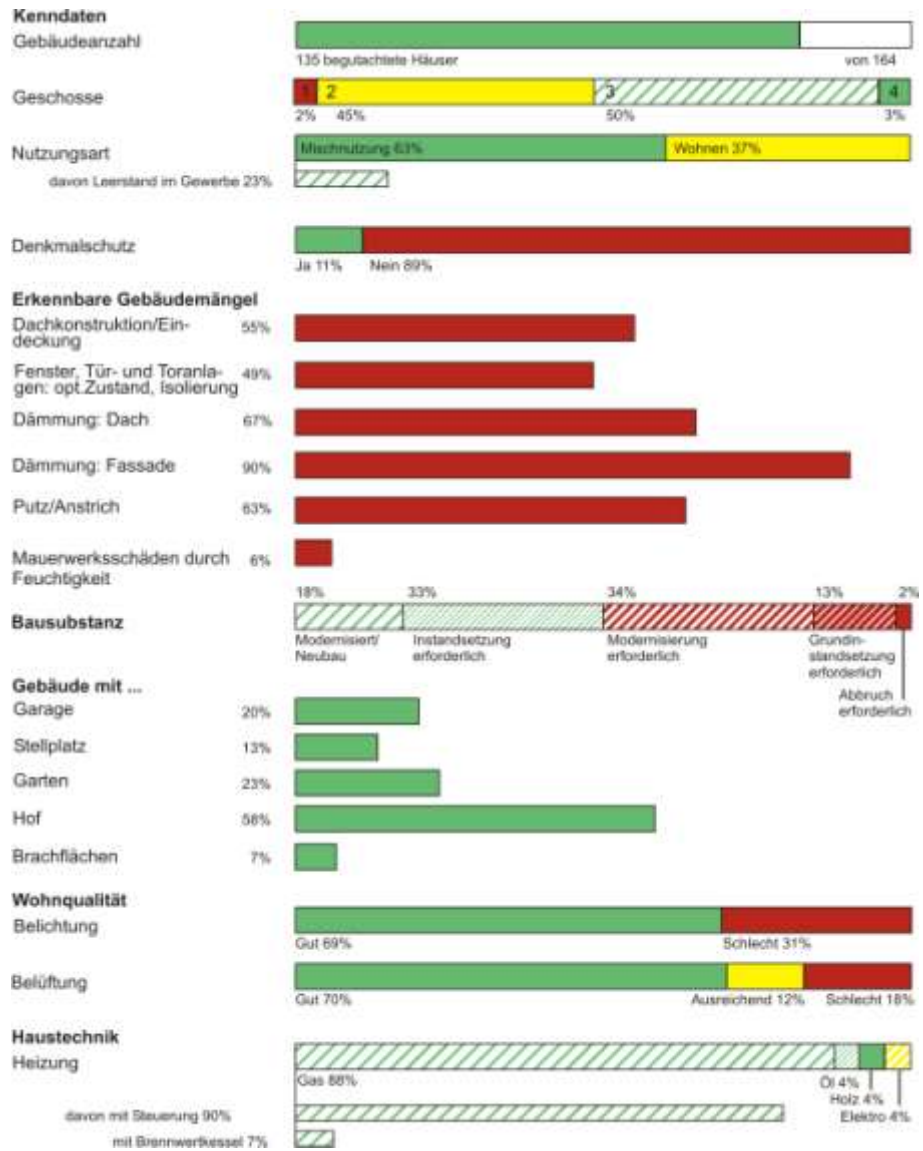 Kenndaten
Gebäudeanzahl
135 begutachtete Häuser von 164
Geschosse
1 2 3 4
2% 45% 50% 3%
Nutzungsart
Mischnutzung 63% Wohnen 37%
davon Leerstand im Gewerbe 23%
Denkmalschutz
Ja 11% Nein 89%
Erkennbare Gebäudemängel
Dachkonstruktion/Ein- 55%
deckung
Fenster, Tür- und Toranla- 49%
gen: opt.Zustand, Isolierung
Dämmung: Dach 67%
Dämmung: Fassade 90%
Putz/Anstrich 63%
Mauerwerksschäden durch 6%
Feuchtigkeit
18% 33% 34% 13% 2%
Bausubstanz
Modernisiert/ Instandsetzung Modernisierung Grundin-
Neubau erforderlich erforderlich standsetzung
erforderlich
Abbruch
erforderlich
Gebäude mit ...
Garage 20%
Stellplatz 13%
Garten 23%
Hof 58%
Brachflächen 7%
Wohnqualität
Belichtung
Gut 69% Schlecht 31%
Belüftung
Gut 70% Ausreichend 12% Schlecht 18%
Haustechnik
Heizung
Gas 88% Öl 4%
Holz 4%
davon mit Steuerung 90% Elektro 4%
mit Brennwertkessel 7%